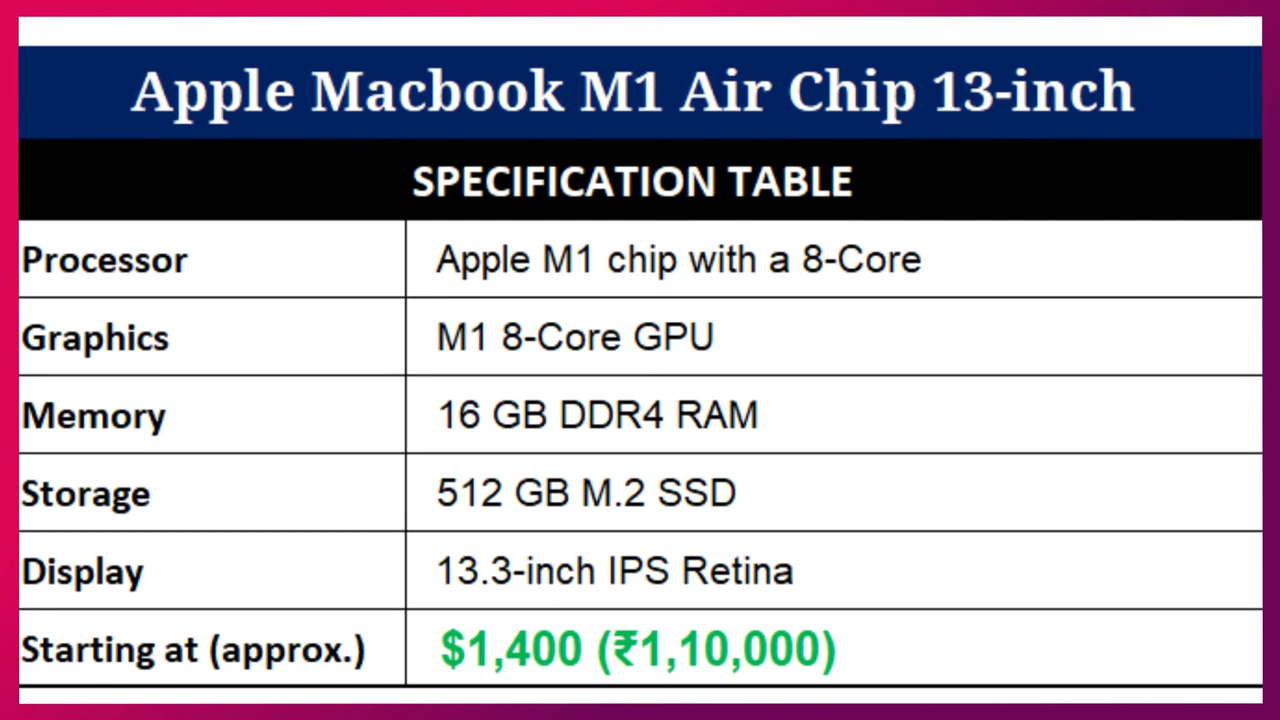 Apple Macbook M1 Air Chip 13-inch
SPECIFICATION TABLE
Processor Apple M1 chip with a 8-Core
Graphics M1 8-Core GPU
Memory 16 GB DDR4 RAM
Storage 512 GB M.2 SSD
Display 13.3-inch IPS Retina
Starting at (approx.) $1,400 (₹1,10,000)